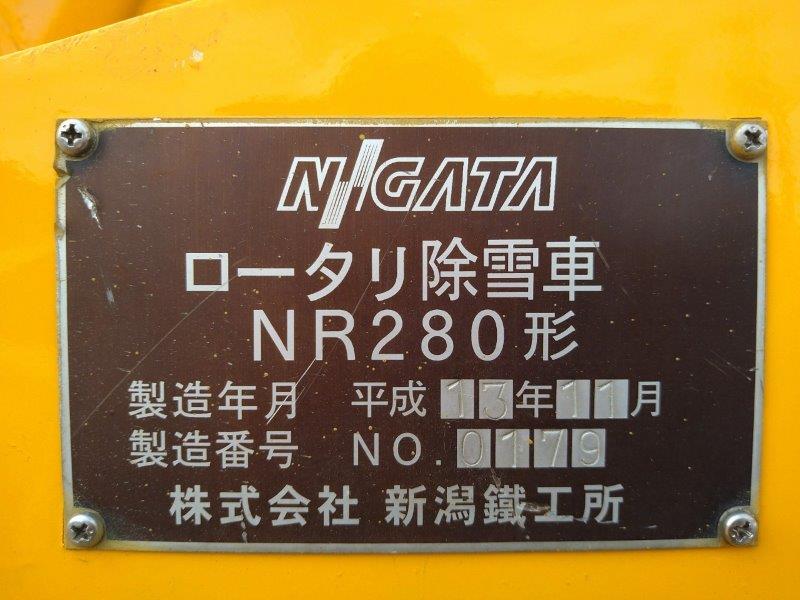 NIIGATA
ロータリ除雪車
NR280形
製造年月 平成13年11月
製造番号 NO.0179
株式会社 新潟鐵工所